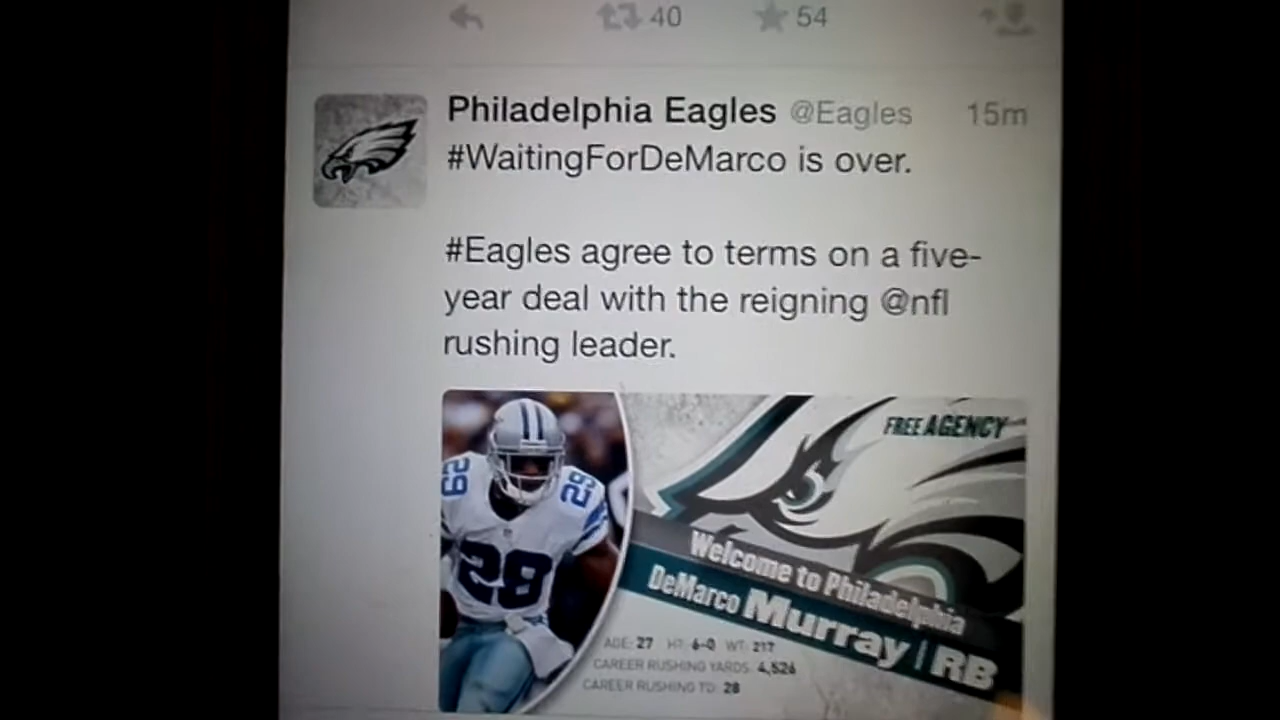 40 54
Philadelphia Eagles @Eagles 15m
#WaitingForDeMarco is over.
#Eagles agree to terms on a five-
year deal with the reigning @nfl
rushing leader.
FREE AGENCY
29 29
28
Welcome to Philadelphia
DeMarco Murray | RB
AGE: 27 HT: 6-0 WT: 217
CAREER RUSHING YARDS: 4,526
CAREER RUSHING TD: 28